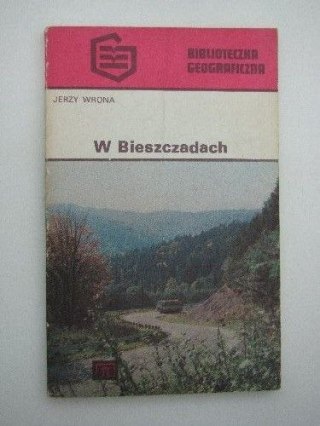 BIBLIOTECZKA
GEOGRAFICZNA
JERZY WRONA
W Bieszczadach